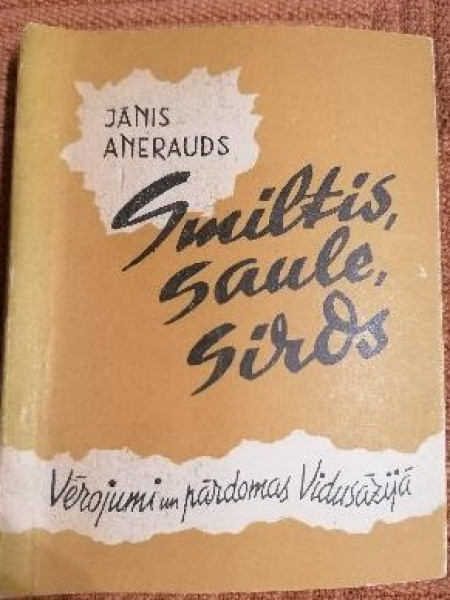 JĀNIS
ANERAUDS
Smiltis,
saule,
sirds
Vērojumi un pārdomas Vidusāzijā